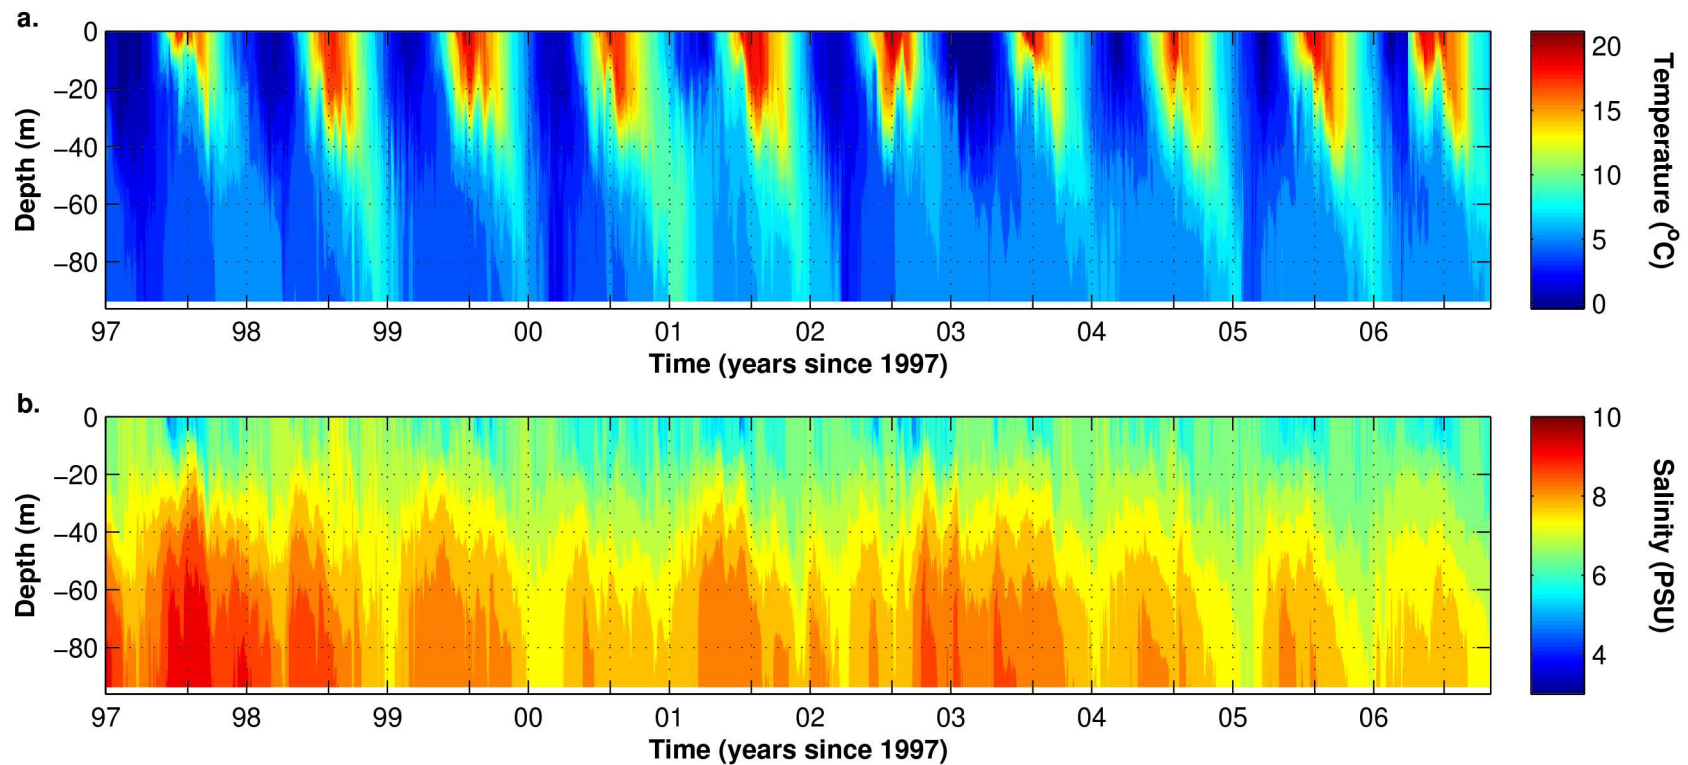 a.
0
−20
−40
−60
−80
Depth (m)
97 98 99 00 01 02 03 04 05 06
Time (years since 1997)
20
15
10
5
0
Temperature (°C)
b.
0
−20
−40
−60
−80
Depth (m)
97 98 99 00 01 02 03 04 05 06
Time (years since 1997)
10
8
6
4
Salinity (PSU)